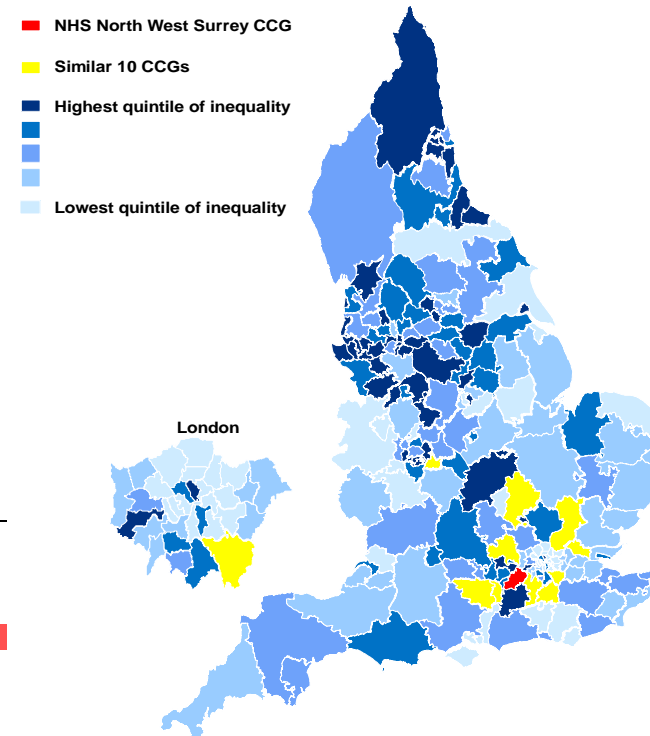 NHS North West Surrey CCG
Similar 10 CCGs
Highest quintile of inequality
Lowest quintile of inequality
London